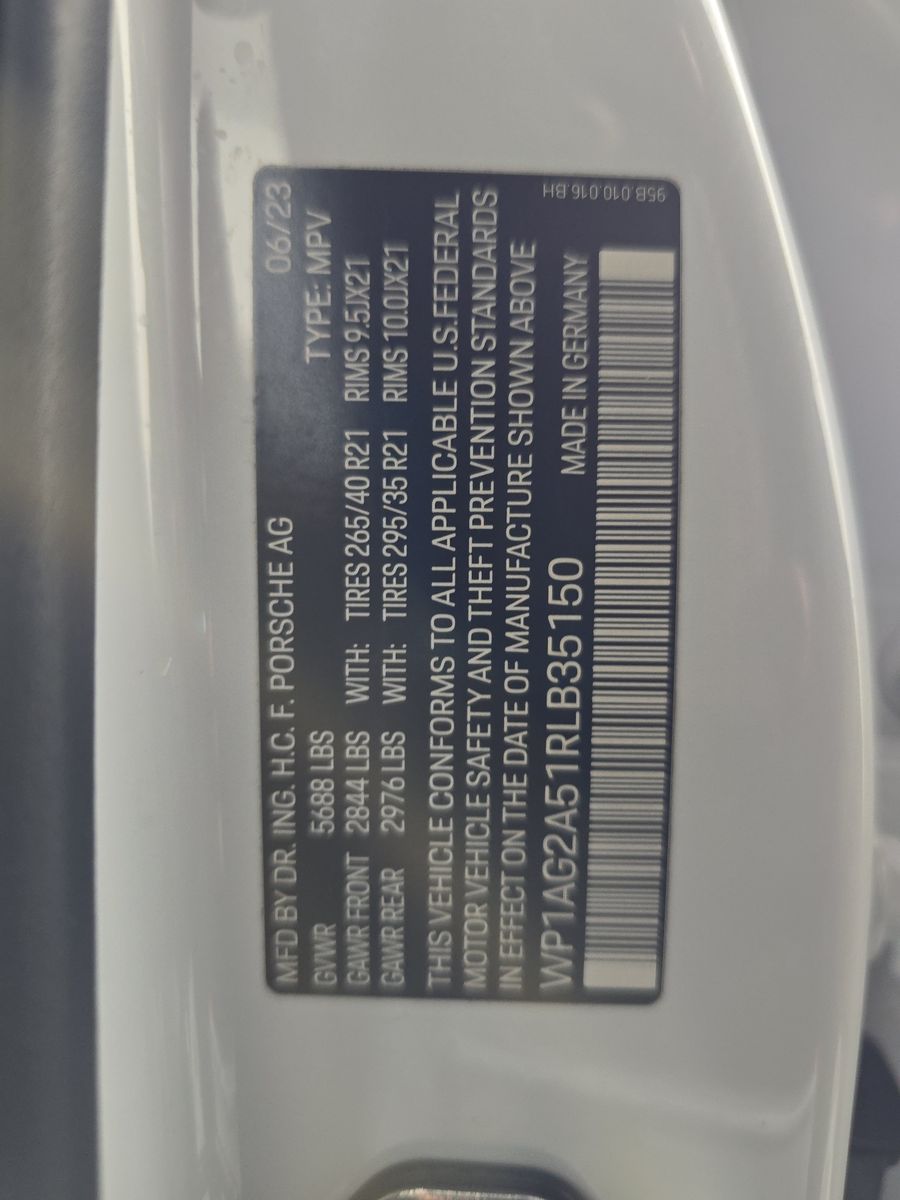 MFD BY DR. ING. H.C. F. PORSCHE AG 06/23
GVWR 5688 LBS TYPE: MPV
GAWR FRONT 2844 LBS WITH: TIRES 265/40 R21 RIMS 9.5JX21
GAWR REAR 2976 LBS WITH: TIRES 295/35 R21 RIMS 10.0JX21
THIS VEHICLE CONFORMS TO ALL APPLICABLE U.S.FEDERAL
MOTOR VEHICLE SAFETY AND THEFT PREVENTION STANDARDS
IN EFFECT ON THE DATE OF MANUFACTURE SHOWN ABOVE
WP1AG2A51RLB35150 MADE IN GERMANY
95B.010.016.BH